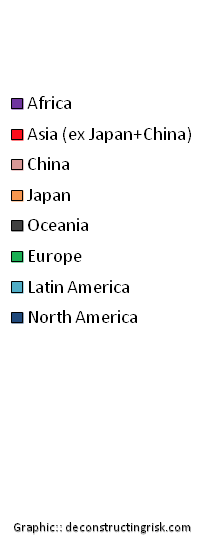 Africa
Asia (ex Japan+China)
China
Japan
Oceania
Europe
Latin America
North America
Graphic:: deconstructingrisk.com